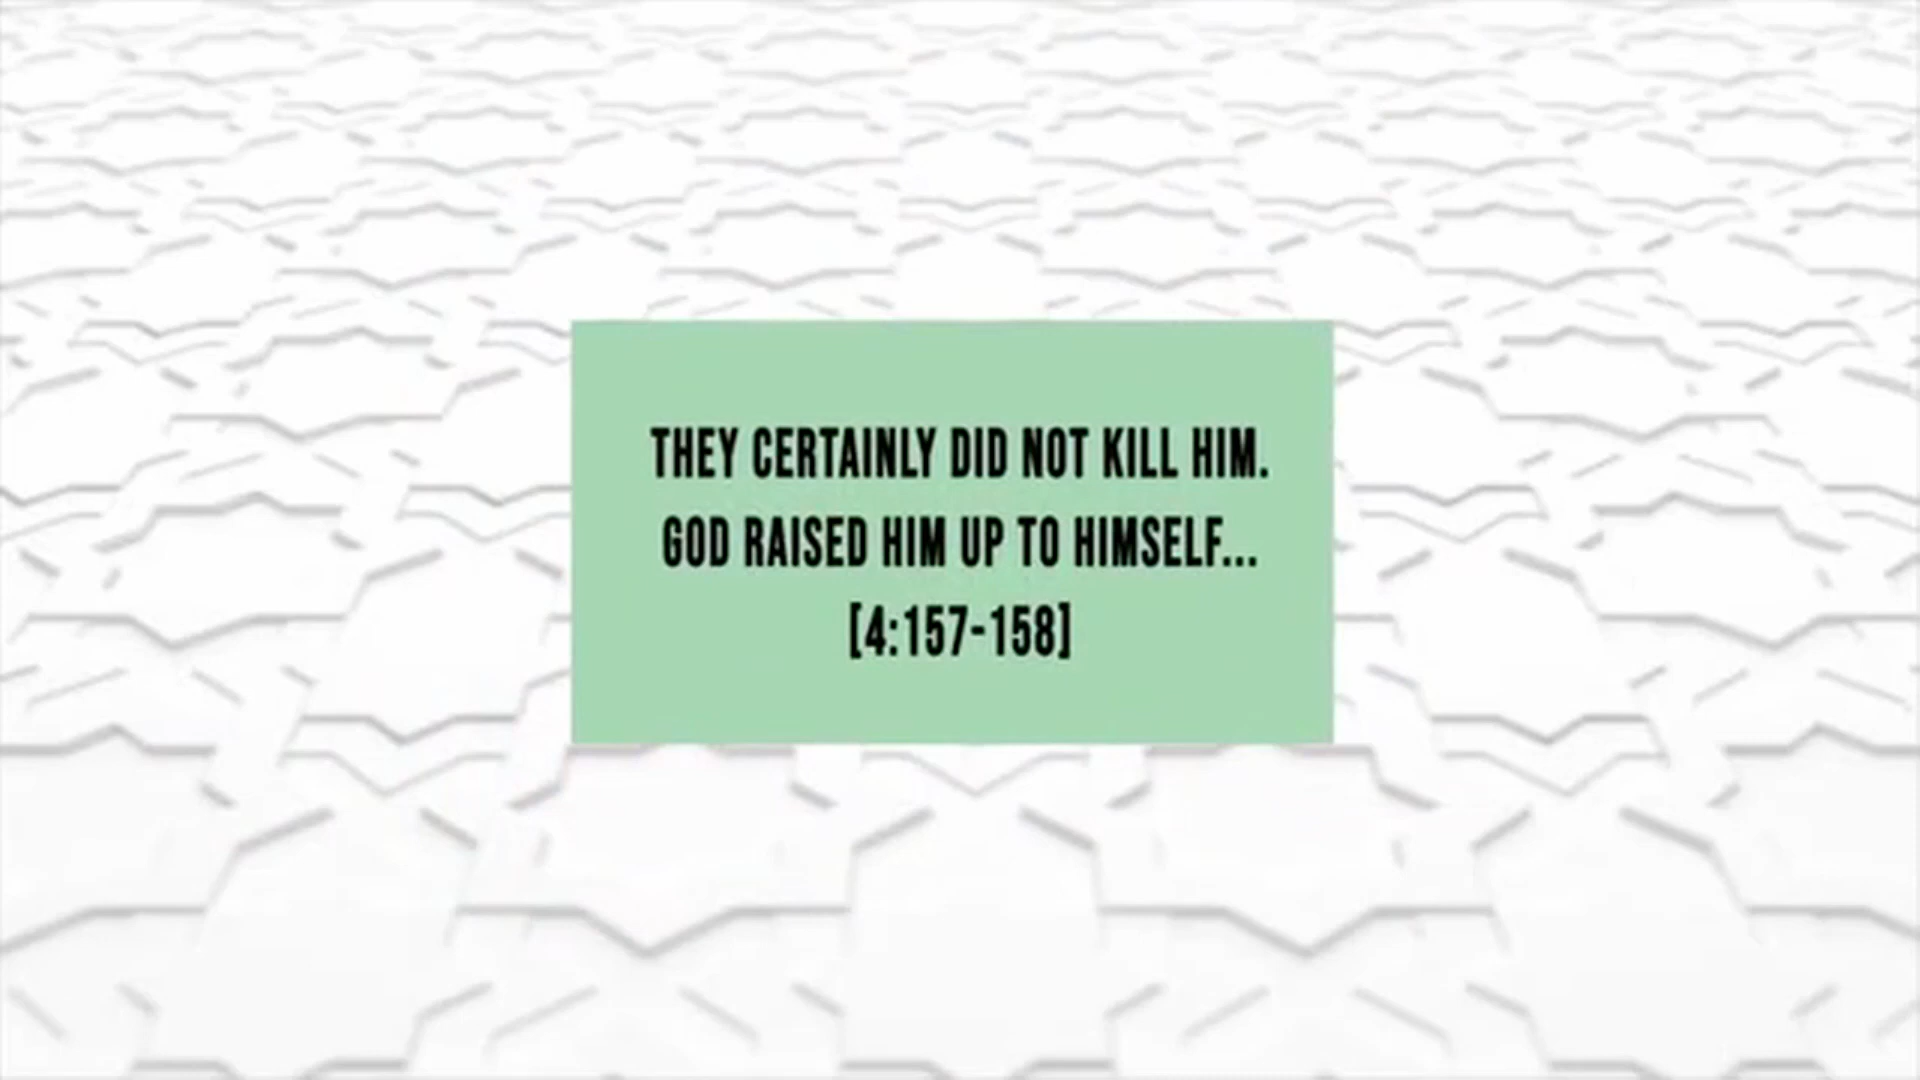 THEY CERTAINLY DID NOT KILL HIM.
GOD RAISED HIM UP TO HIMSELF...
[4:157-158]